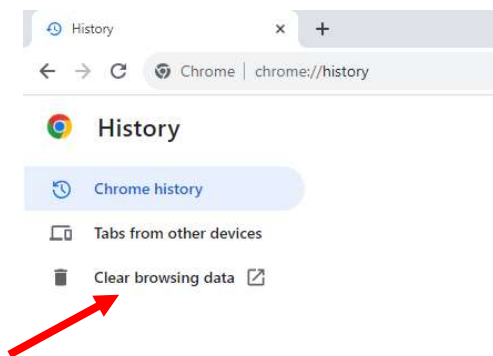 History
Chrome | chrome://history
History
Chrome history
Tabs from other devices
Clear browsing data